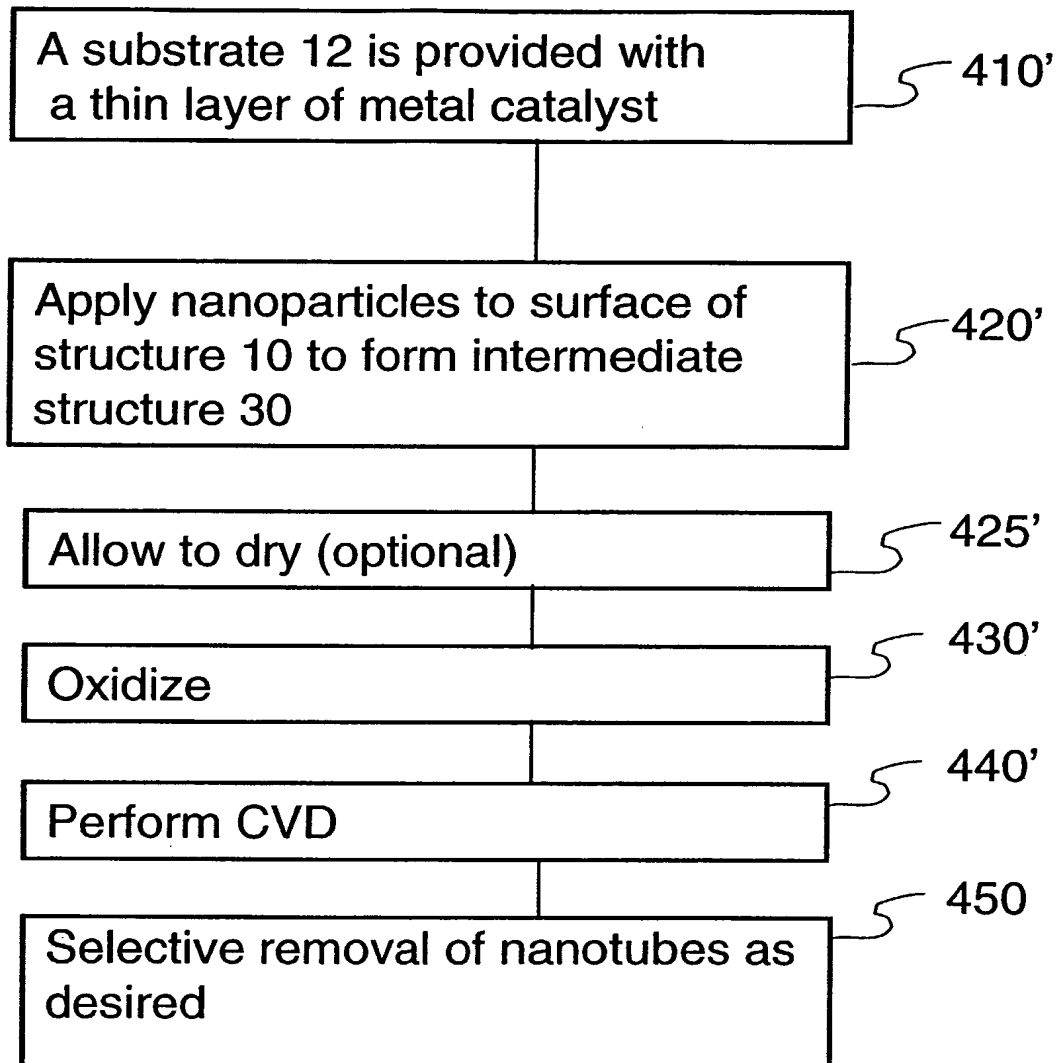 A substrate 12 is provided with
a thin layer of metal catalyst
410’
Apply nanoparticles to surface of
structure 10 to form intermediate
structure 30
420’
Allow to dry (optional)
425’
Oxidize
430’
Perform CVD
440’
Selective removal of nanotubes as
desired
450